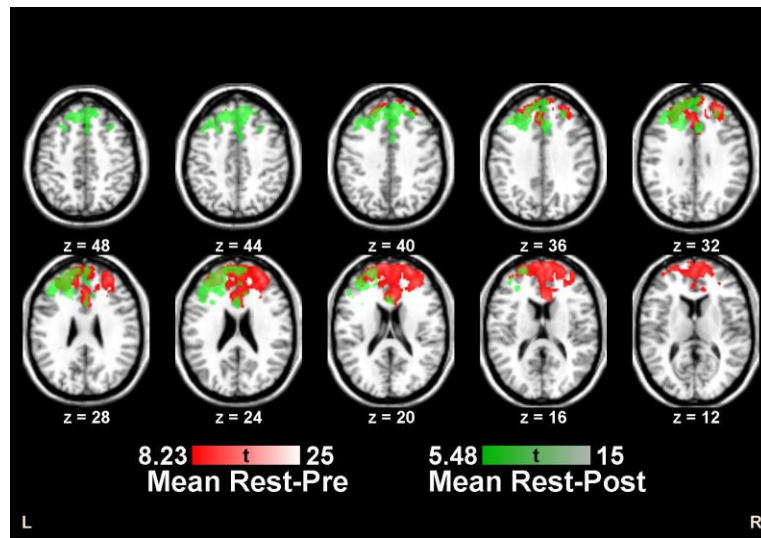 z = 48 z = 44 z = 40 z = 36 z = 32
z = 28 z = 24 z = 20 z = 16 z = 12
8.23 t 25 5.48 t 15
Mean Rest-Pre Mean Rest-Post
L R